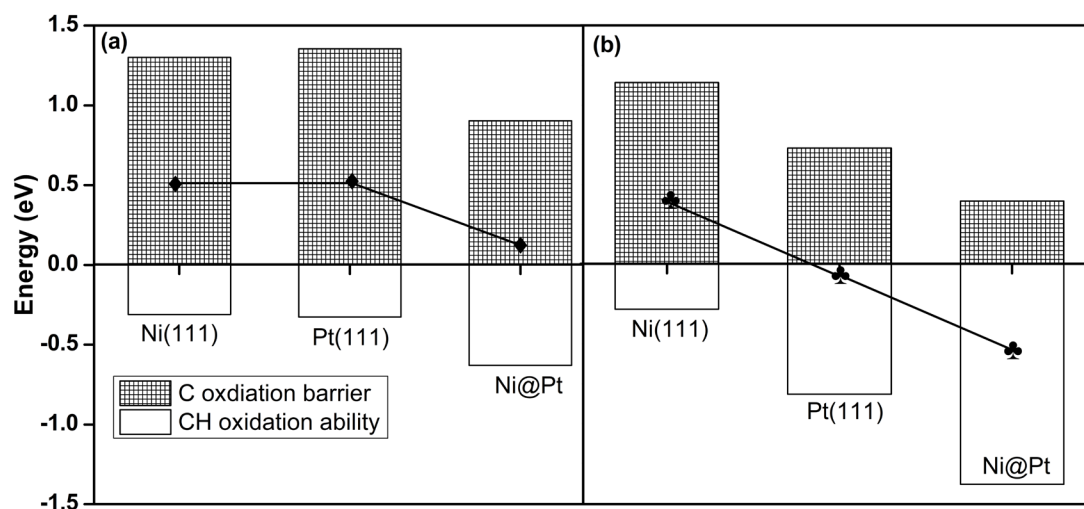 1.5
1.0
0.5
0.0
-0.5
-1.0
-1.5
Energy (eV)
(a)
Ni(111)
Pt(111)
Ni@Pt
C oxdiation barrier
CH oxidation ability
(b)
Ni(111)
Pt(111)
Ni@Pt